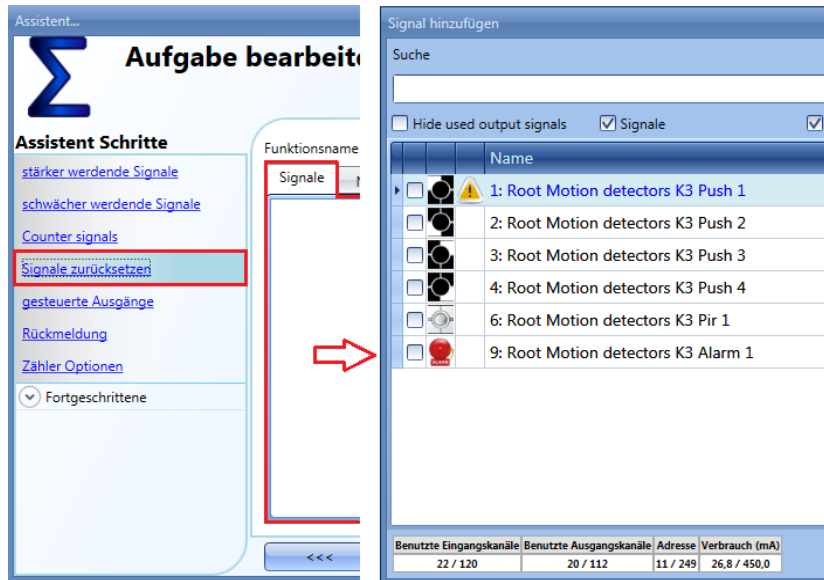 Assistent...
Aufgabe bearbeit
Assistent Schritte
stärker werdende Signale
schwächer werdende Signale
Counter signals
Signale zurücksetzen
gesteuerte Ausgänge
Rückmeldung
Zähler Optionen
Fortgeschrittene
Funktionsname
Signale
<<<
Signal hinzufügen
Suche
Hide used output signals Signale
Name
1: Root Motion detectors K3 Push 1
2: Root Motion detectors K3 Push 2
3: Root Motion detectors K3 Push 3
4: Root Motion detectors K3 Push 4
6: Root Motion detectors K3 Pir 1
ALARM
9: Root Motion detectors K3 Alarm 1
Benutzte Eingangskanäle Benutzte Ausgangskanäle Adresse Verbrauch (mA)
22 / 120 20 / 112 11 / 249 26,8 / 450,0